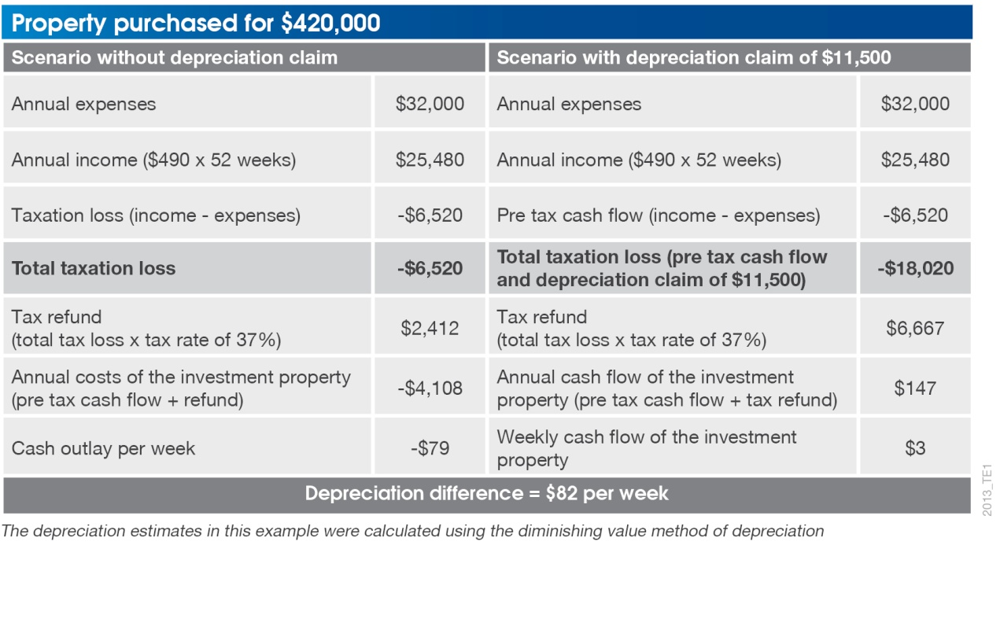 Property purchased for $420,000
Scenario without depreciation claim
Scenario with depreciation claim of $11,500
Annual expenses
$32,000
Annual expenses
$32,000
Annual income ($490 x 52 weeks)
$25,480
Annual income ($490 x 52 weeks)
$25,480
Taxation loss (income - expenses)
-$6,520
Pre tax cash flow (income - expenses)
-$6,520
Total taxation loss
-$6,520
Total taxation loss (pre tax cash flow
and depreciation claim of $11,500)
-$18,020
Tax refund
(total tax loss x tax rate of 37%)
$2,412
Tax refund
(total tax loss x tax rate of 37%)
$6,667
Annual costs of the investment property
(pre tax cash flow + refund)
-$4,108
Annual cash flow of the investment
property (pre tax cash flow + tax refund)
$147
Cash outlay per week
-$79
Weekly cash flow of the investment
property
$3
Depreciation difference = $82 per week
2013_TE1
The depreciation estimates in this example were calculated using the diminishing value method of depreciation